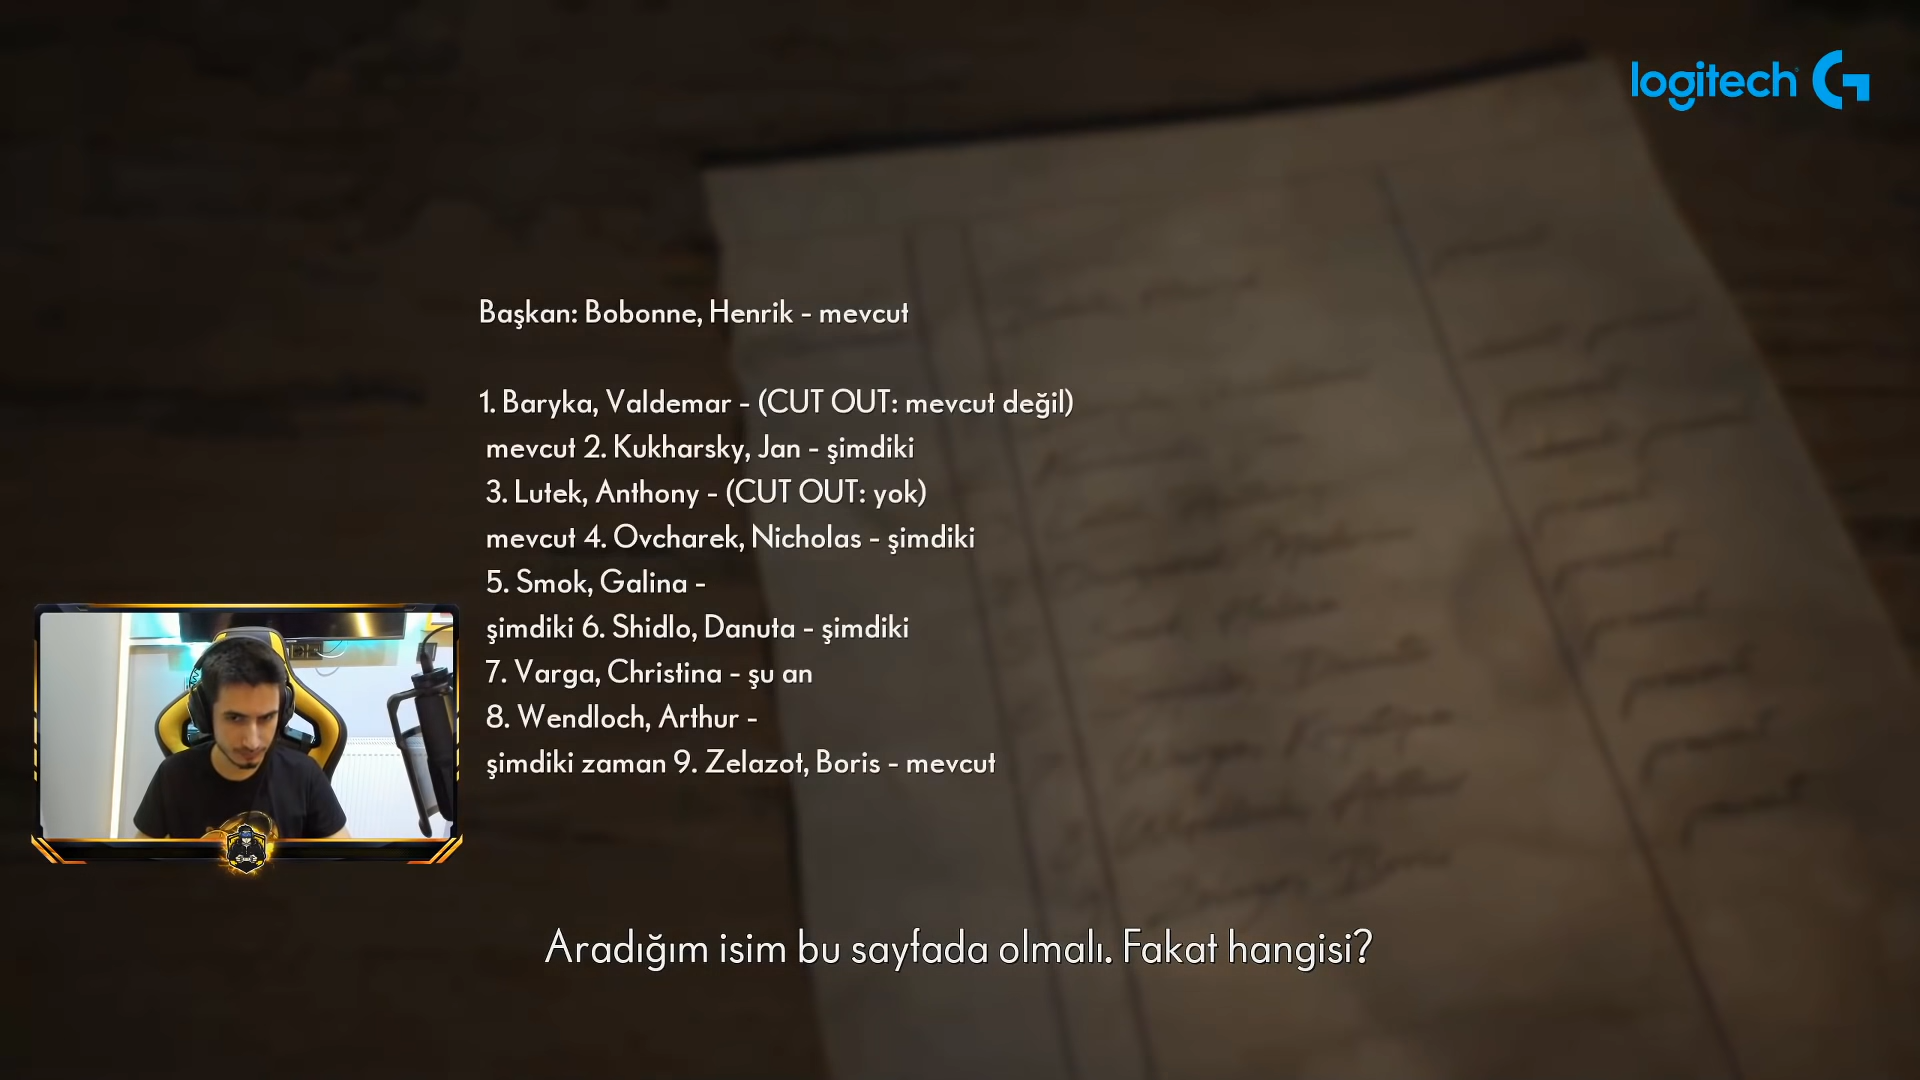 logitech G
Başkan: Bobonne, Henrik - mevcut
1. Baryka, Valdemar - (CUT OUT: mevcut değil)
mevcut 2. Kukharsky, Jan - şimdiki
3. Lutek, Anthony - (CUT OUT: yok)
mevcut 4. Ovcharek, Nicholas - şimdiki
5. Smok, Galina -
şimdiki 6. Shidlo, Danuta - şimdiki
7. Varga, Christina - şu an
8. Wendloch, Arthur -
şimdiki zaman 9. Zelazot, Boris - mevcut
Aradığım isim bu sayfada olmalı. Fakat hangisi?